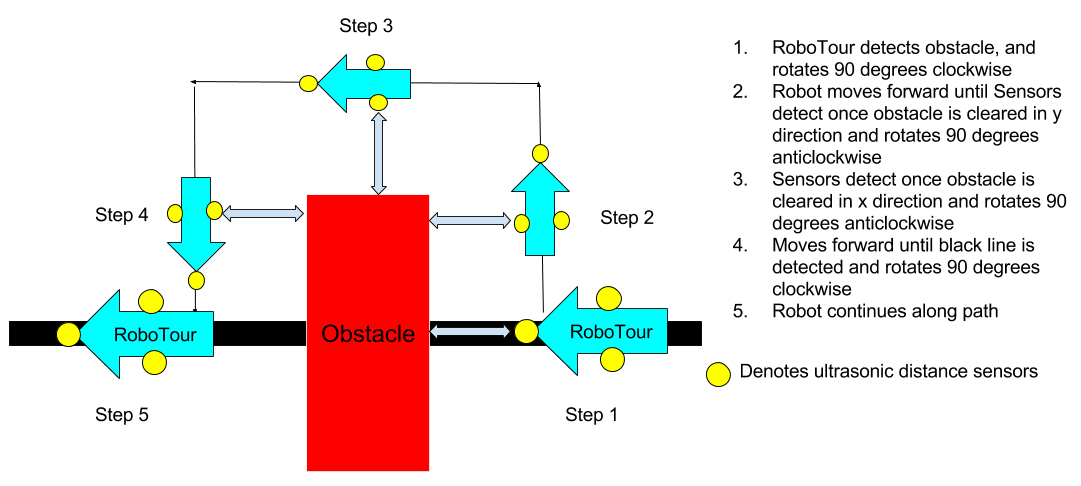 Step 3
1. RoboTour detects obstacle, and
rotates 90 degrees clockwise
2. Robot moves forward until Sensors
detect once obstacle is cleared in y
direction and rotates 90 degrees
anticlockwise
3. Sensors detect once obstacle is
cleared in x direction and rotates 90
degrees anticlockwise
4. Moves forward until black line is
detected and rotates 90 degrees
clockwise
5. Robot continues along path
Step 4
Step 2
RoboTour
Obstacle
RoboTour
Denotes ultrasonic distance sensors
Step 5
Step 1